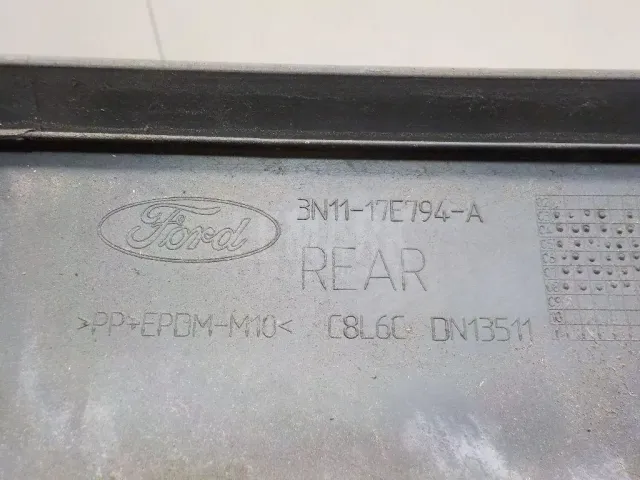 Ford
3N11-17E794-A
REAR
>PP+EPDM-M10< C8L6C DN13511